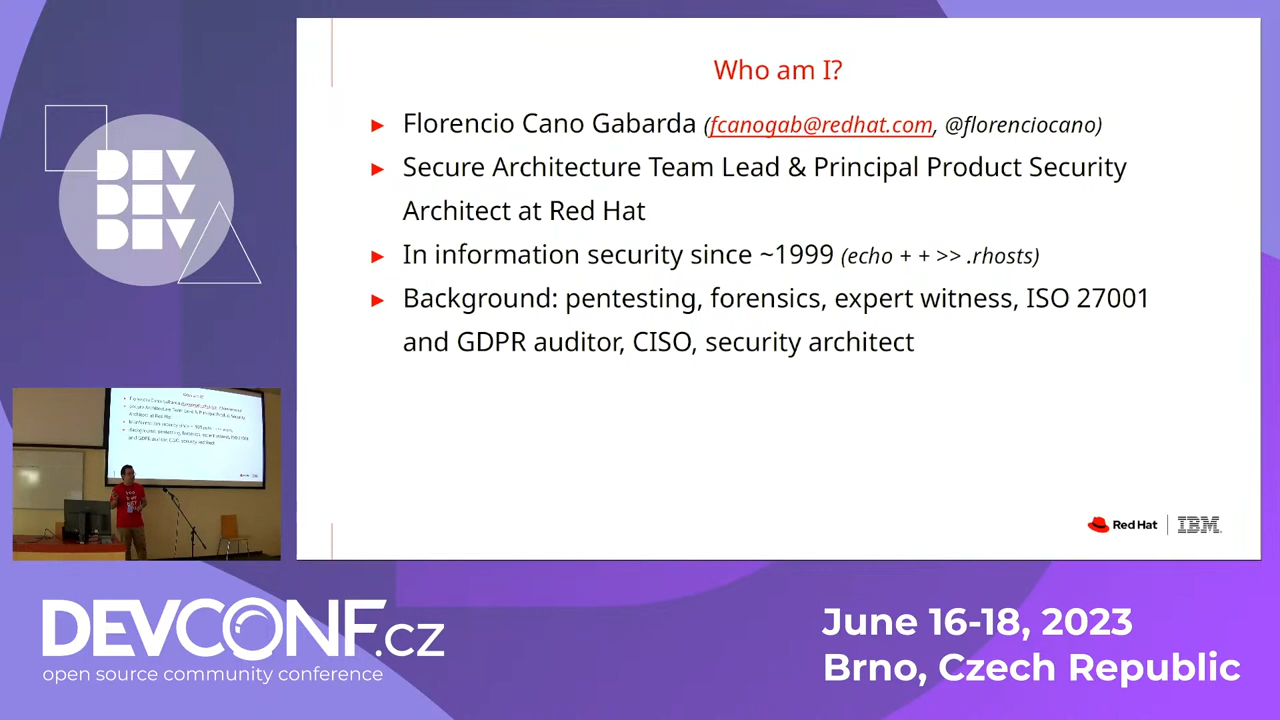 Who am I?
► Florencio Cano Gabarda (fcanogab@redhat.com, @florenciocano)
► Secure Architecture Team Lead & Principal Product Security
Architect at Red Hat
► In information security since ~1999 (echo + + >> .rhosts)
► Background: pentesting, forensics, expert witness, ISO 27001
and GDPR auditor, CISO, security architect
Red Hat | IBM
DEV
DEV
DEV
Who am I?
DEVCONF.cz
open source community conference
June 16-18, 2023
Brno, Czech Republic